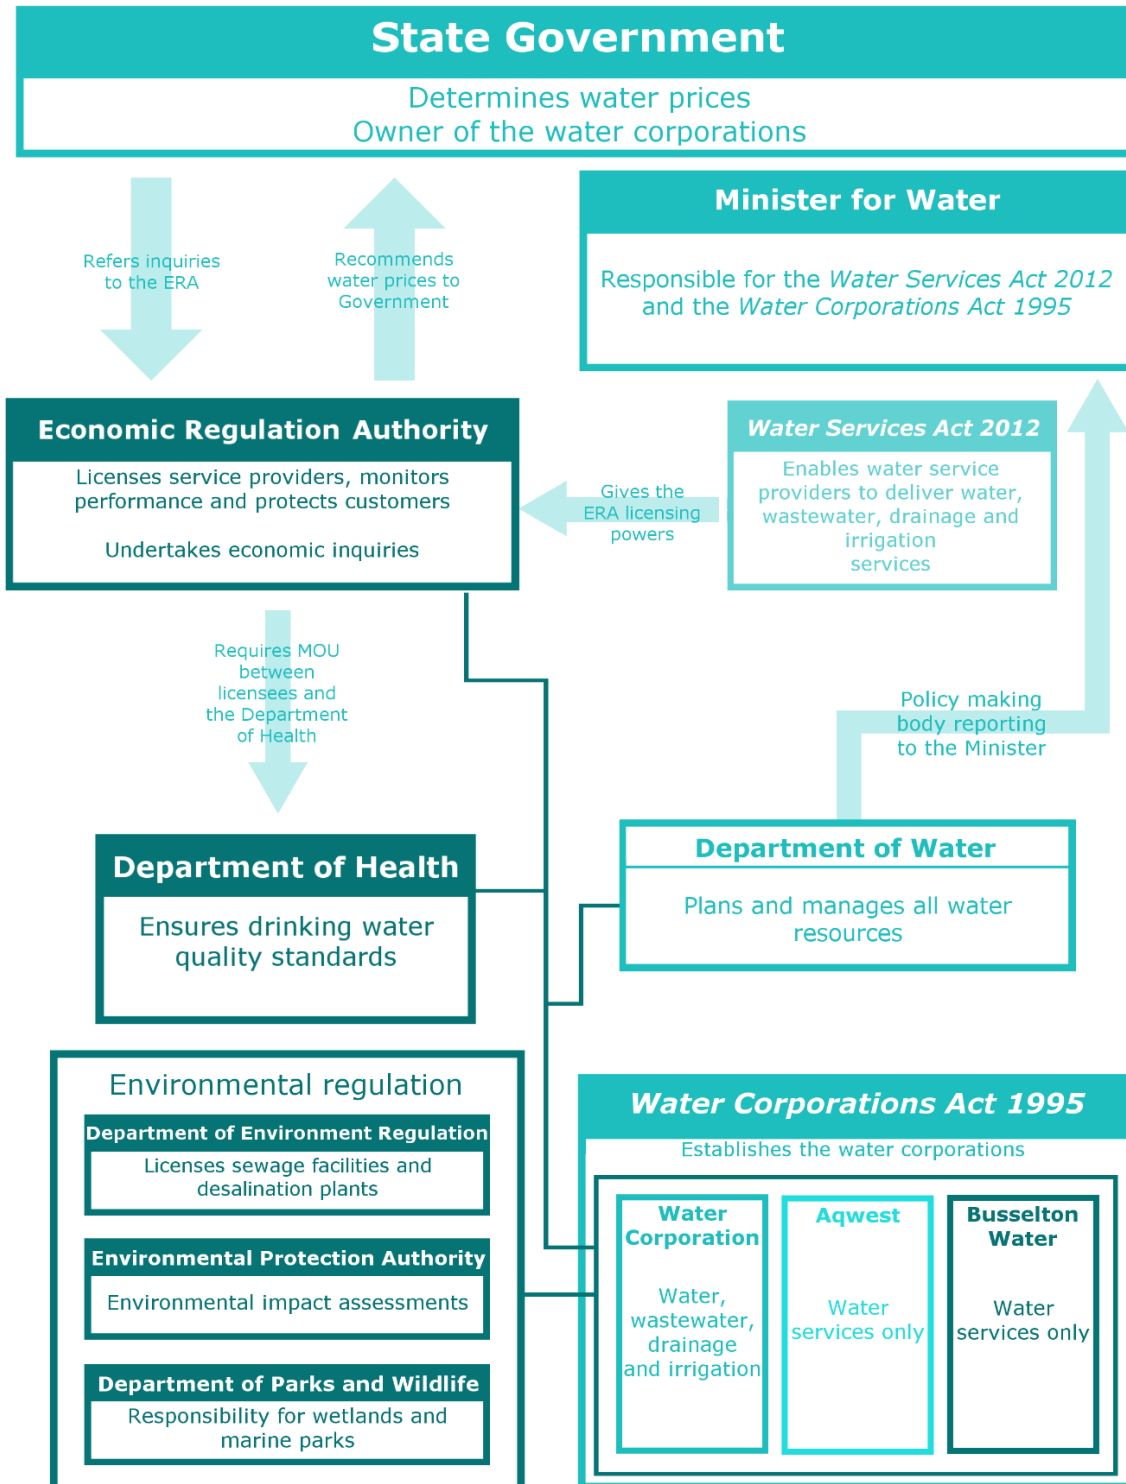 State Government
Determines water prices
Owner of the water corporations
Refers inquiries
to the ERA
Recommends
water prices to
Government
Minister for Water
Responsible for the Water Services Act 2012
and the Water Corporations Act 1995
Economic Regulation Authority
Licenses service providers, monitors
performance and protects customers
Undertakes economic inquiries
Gives the
ERA licensing
powers
Water Services Act 2012
Enables water service
providers to deliver water,
wastewater, drainage and
irrigation
services
Requires MOU
between
licensees and
the Department
of Health
Policy making
body reporting
to the Minister
Department of Health
Ensures drinking water
quality standards
Department of Water
Plans and manages all water
resources
Environmental regulation
Department of Environment Regulation
Licenses sewage facilities and
desalination plants
Environmental Protection Authority
Environmental impact assessments
Department of Parks and Wildlife
Responsibility for wetlands and
marine parks
Water Corporations Act 1995
Establishes the water corporations
Water
Corporation
Water,
wastewater,
drainage
and irrigation
Aqwest
Water
services only
Busselton
Water
Water
services only